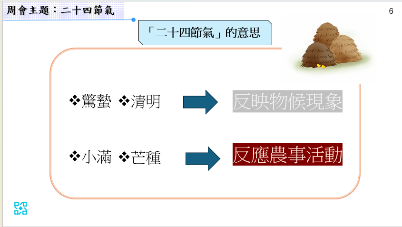 周會主題：二十四節氣
6
「二十四節氣」的意思
❖驚蟄 ❖清明
反映物候現象
❖小滿 ❖芒種
反應農事活動